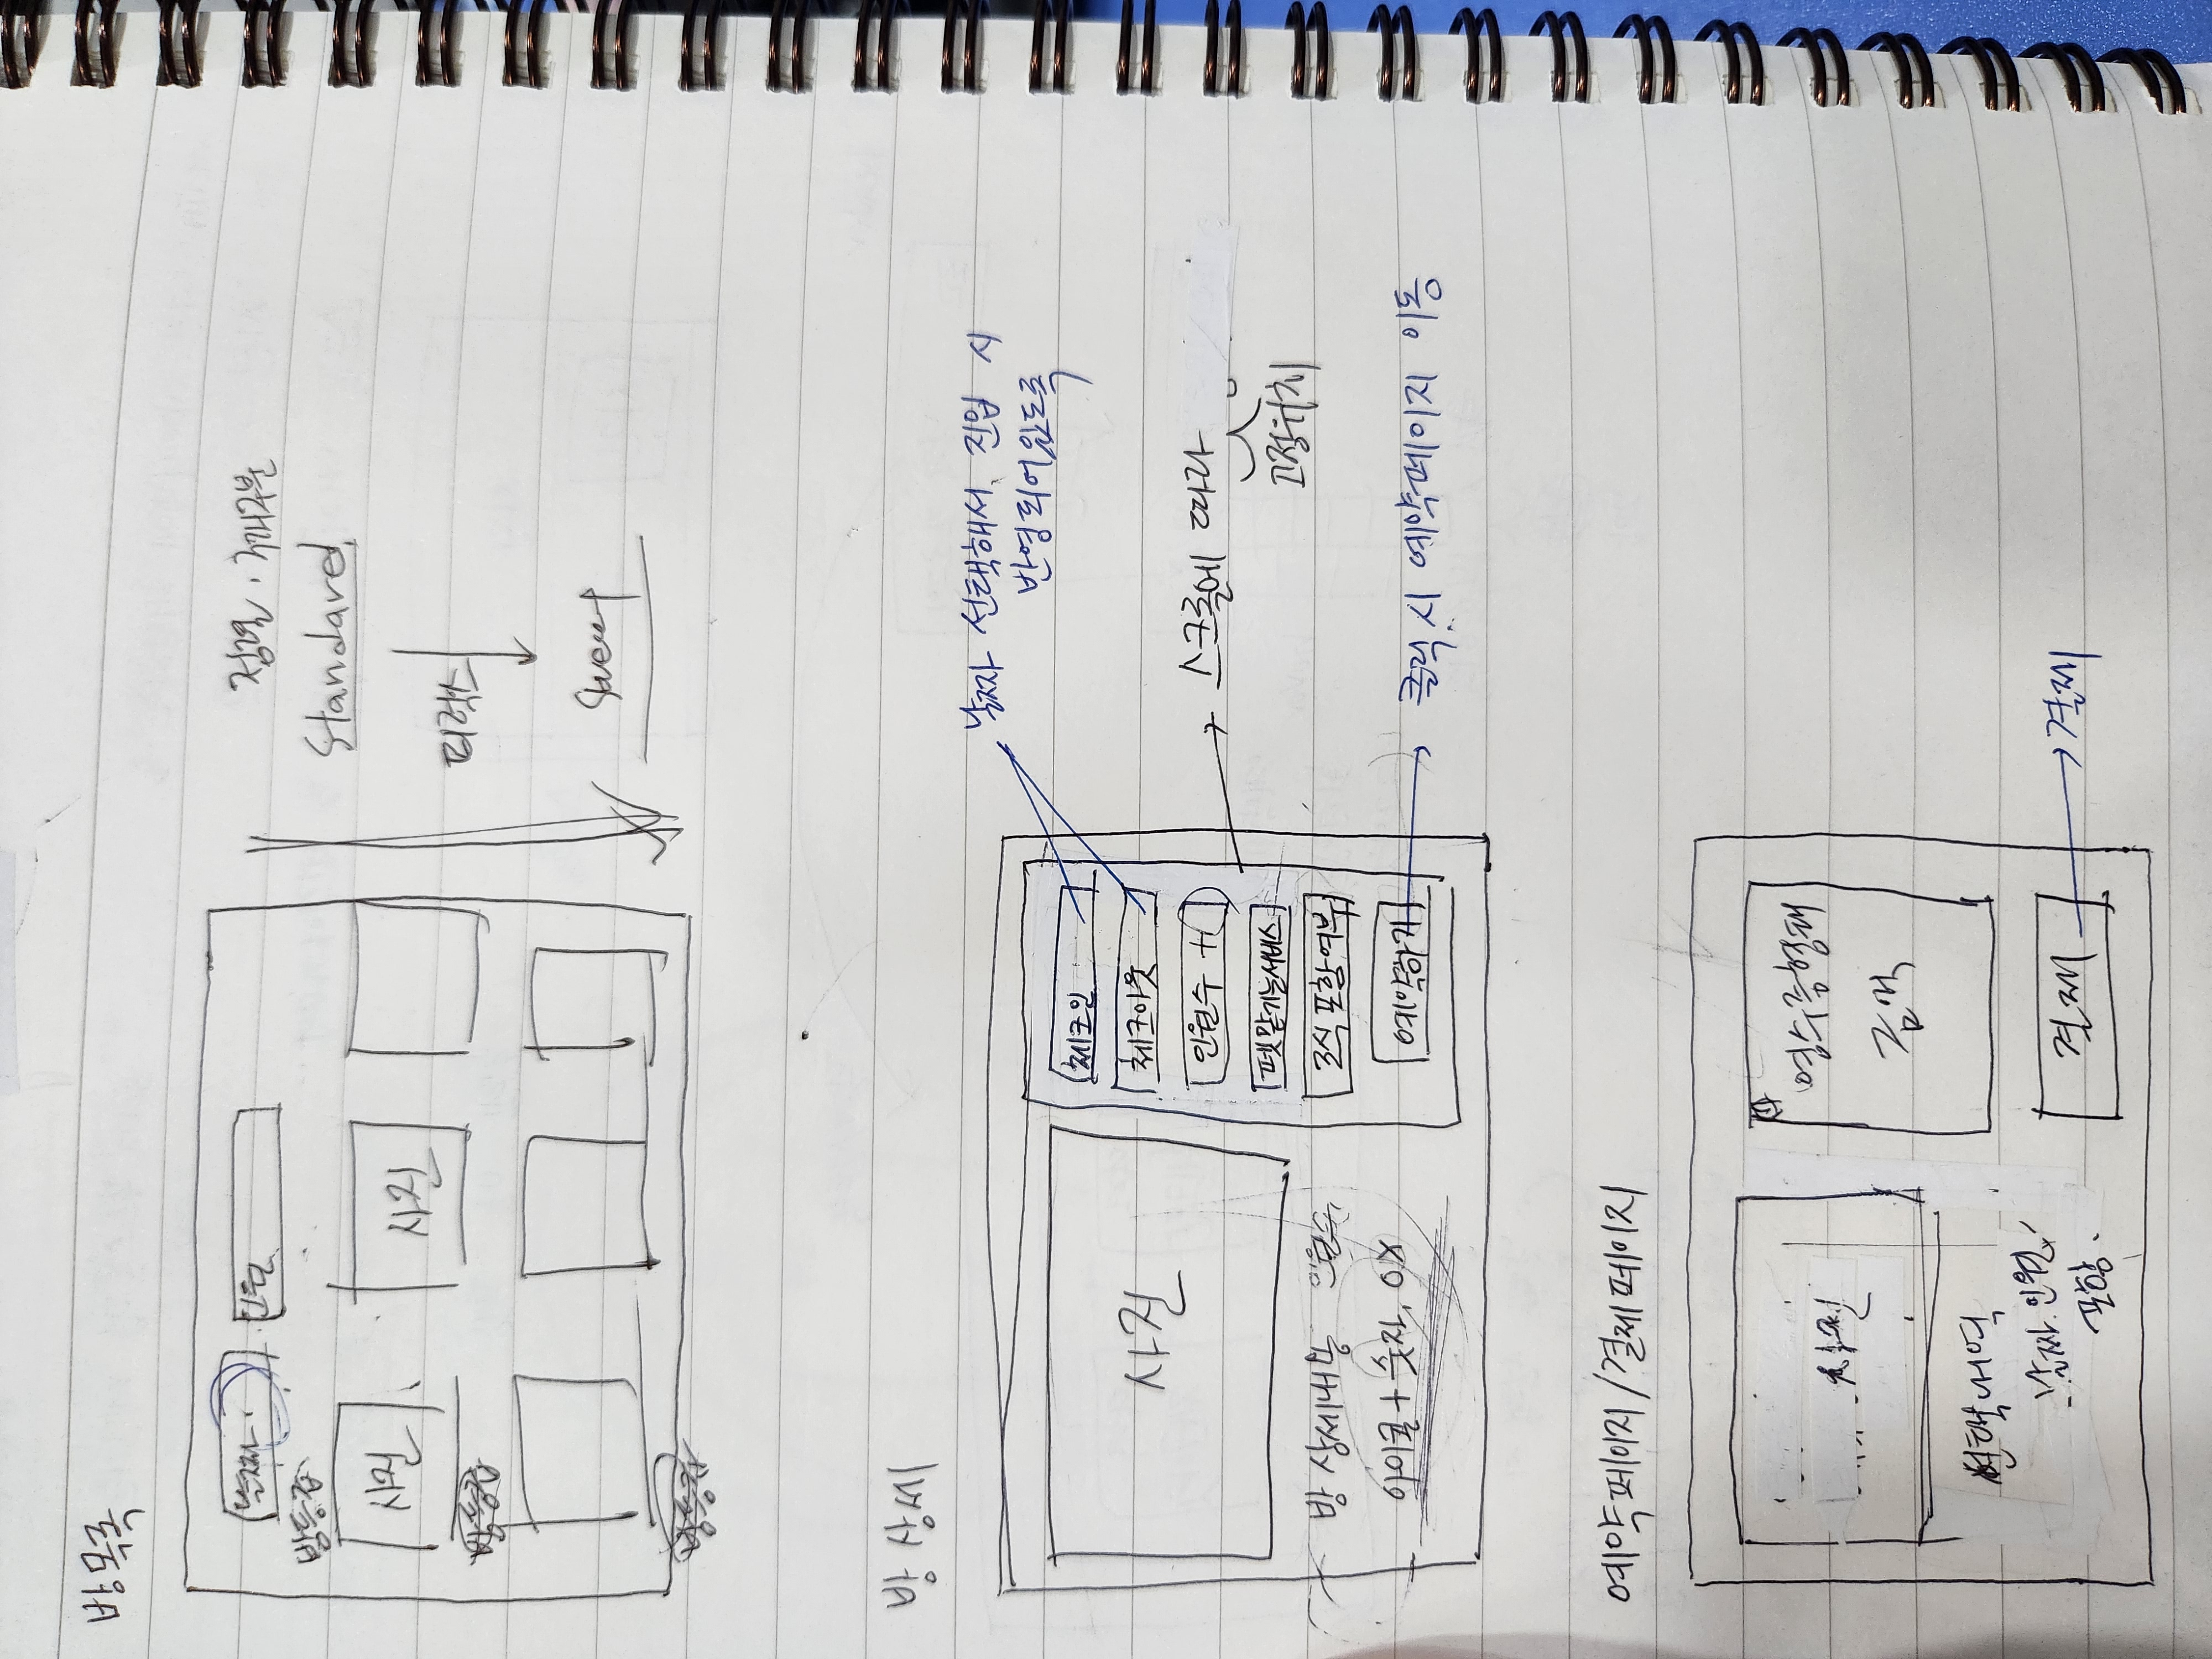 방목록
날짜. 인원
방등급
사진 사진
방등급
방등급
정렬.
Standard
디럭스
방 상세
사진
체크인
체크아웃
인원수 +
펫맡기능서비스
조식포함여부
예약하기
방 상세내용 인원수
아이콘 + 숫자, OX
날짜 선택해서 진입 시
반영되어있도록
스크롤에 따라
고정위치
클릭 시 예약페이지 이동
예약페이지/결제페이지
사진
선택내역
날짜. 인원
포함.
영수증형태
금액
결제
결제